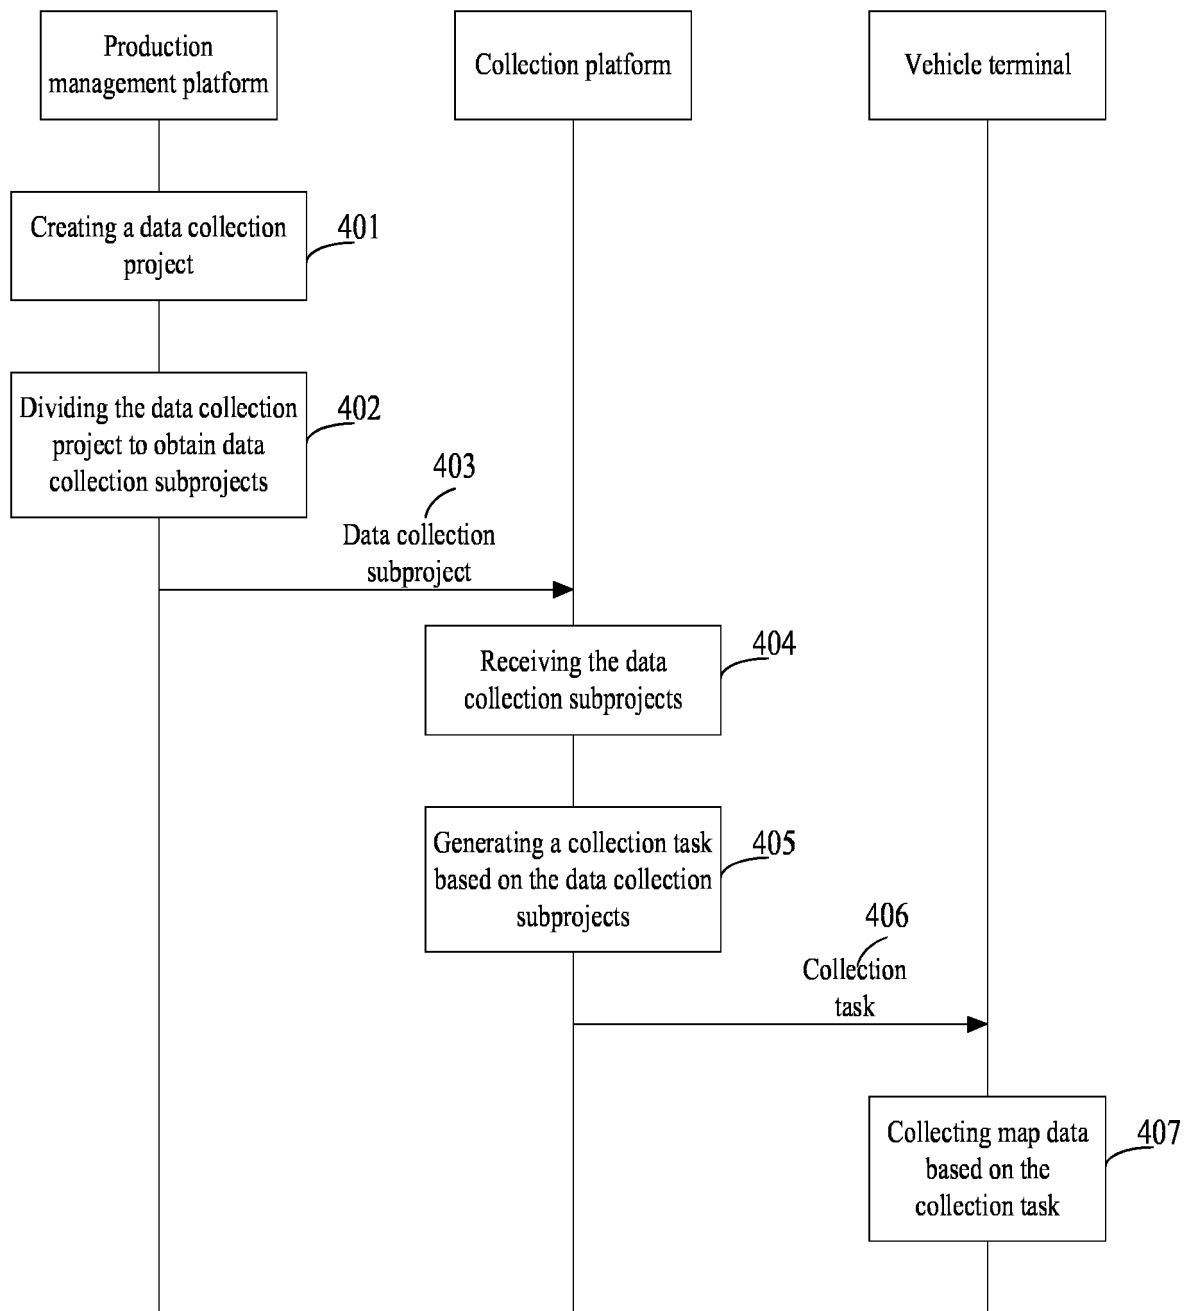 Production
management platform
Collection platform
Vehicle terminal
Creating a data collection
project
401
Dividing the data collection
project to obtain data
collection subprojects
402
403
Data collection
subproject
Receiving the data
collection subprojects
404
Generating a collection task
based on the data collection
subprojects
405
406
Collection
task
Collecting map data
based on the
collection task
407